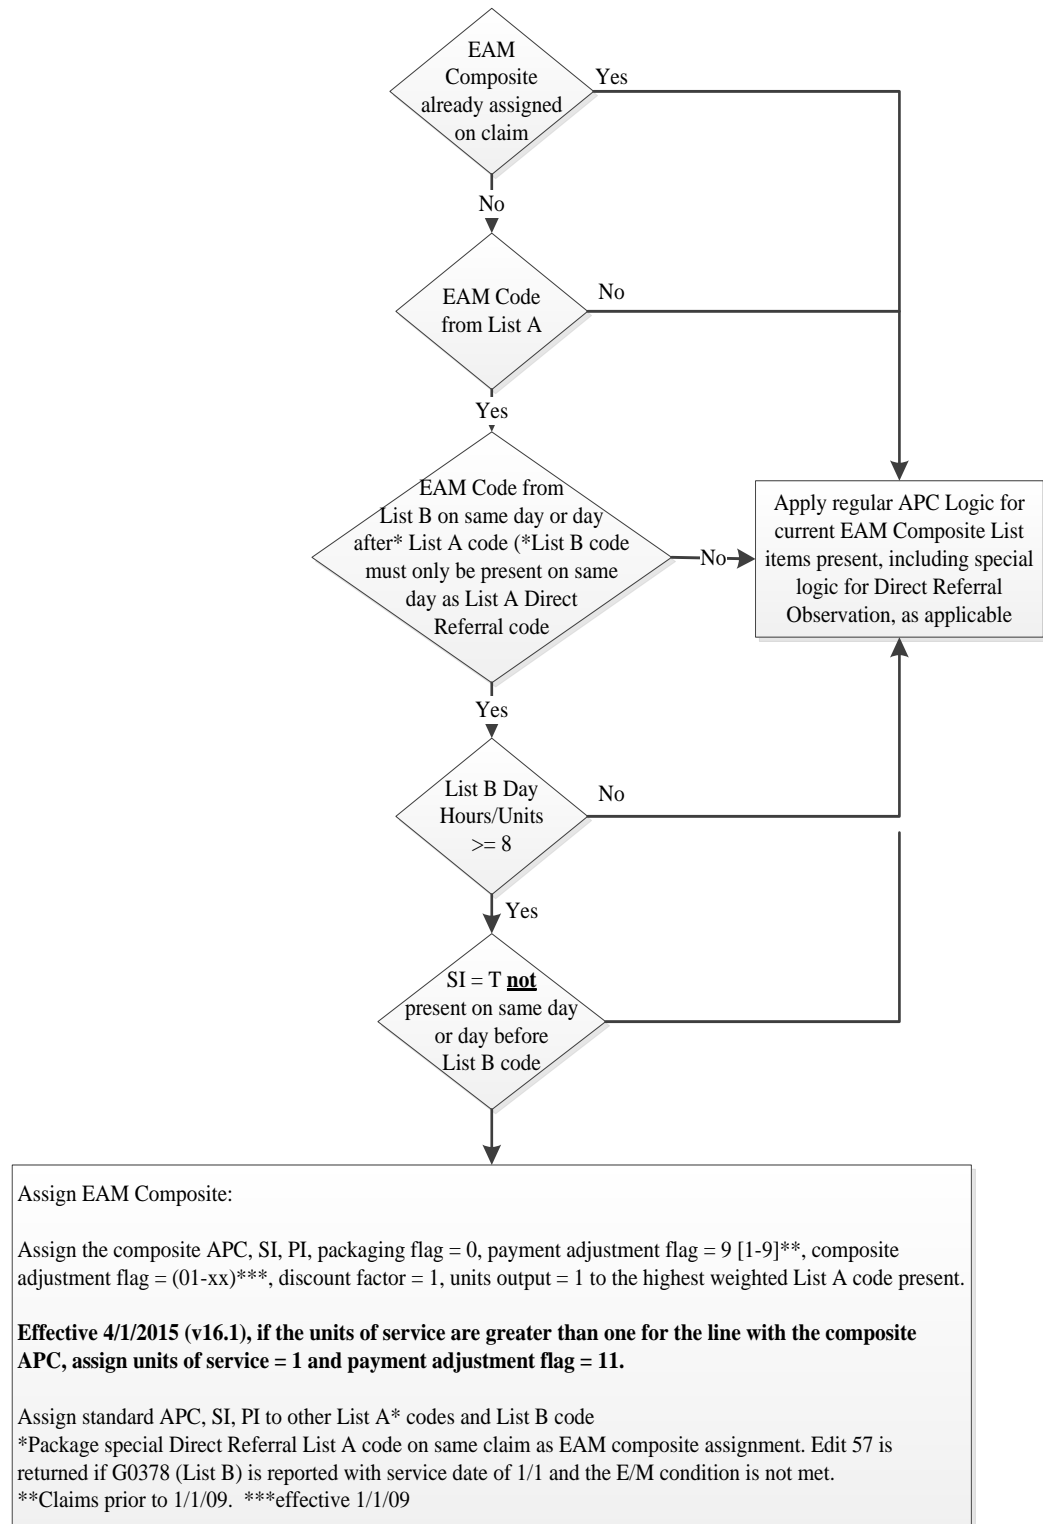 EAM
Composite
already assigned
on claim
Yes
No
EAM Code
from List A
No
Yes
EAM Code from
List B on same day or day
after* List A code (*List B code
must only be present on same
day as List A Direct
Referral code
No
Apply regular APC Logic for
current EAM Composite List
items present, including special
logic for Direct Referral
Observation, as applicable
Yes
List B Day
Hours/Units
>= 8
No
Yes
SI = T not
present on same day
or day before
List B code
Assign EAM Composite:
Assign the composite APC, SI, PI, packaging flag = 0, payment adjustment flag = 9 [1-9]**, composite
adjustment flag = (01-xx)***, discount factor = 1, units output = 1 to the highest weighted List A code present.
Effective 4/1/2015 (v16.1), if the units of service are greater than one for the line with the composite
APC, assign units of service = 1 and payment adjustment flag = 11.
Assign standard APC, SI, PI to other List A* codes and List B code
*Package special Direct Referral List A code on same claim as EAM composite assignment. Edit 57 is
returned if G0378 (List B) is reported with service date of 1/1 and the E/M condition is not met.
**Claims prior to 1/1/09. ***effective 1/1/09